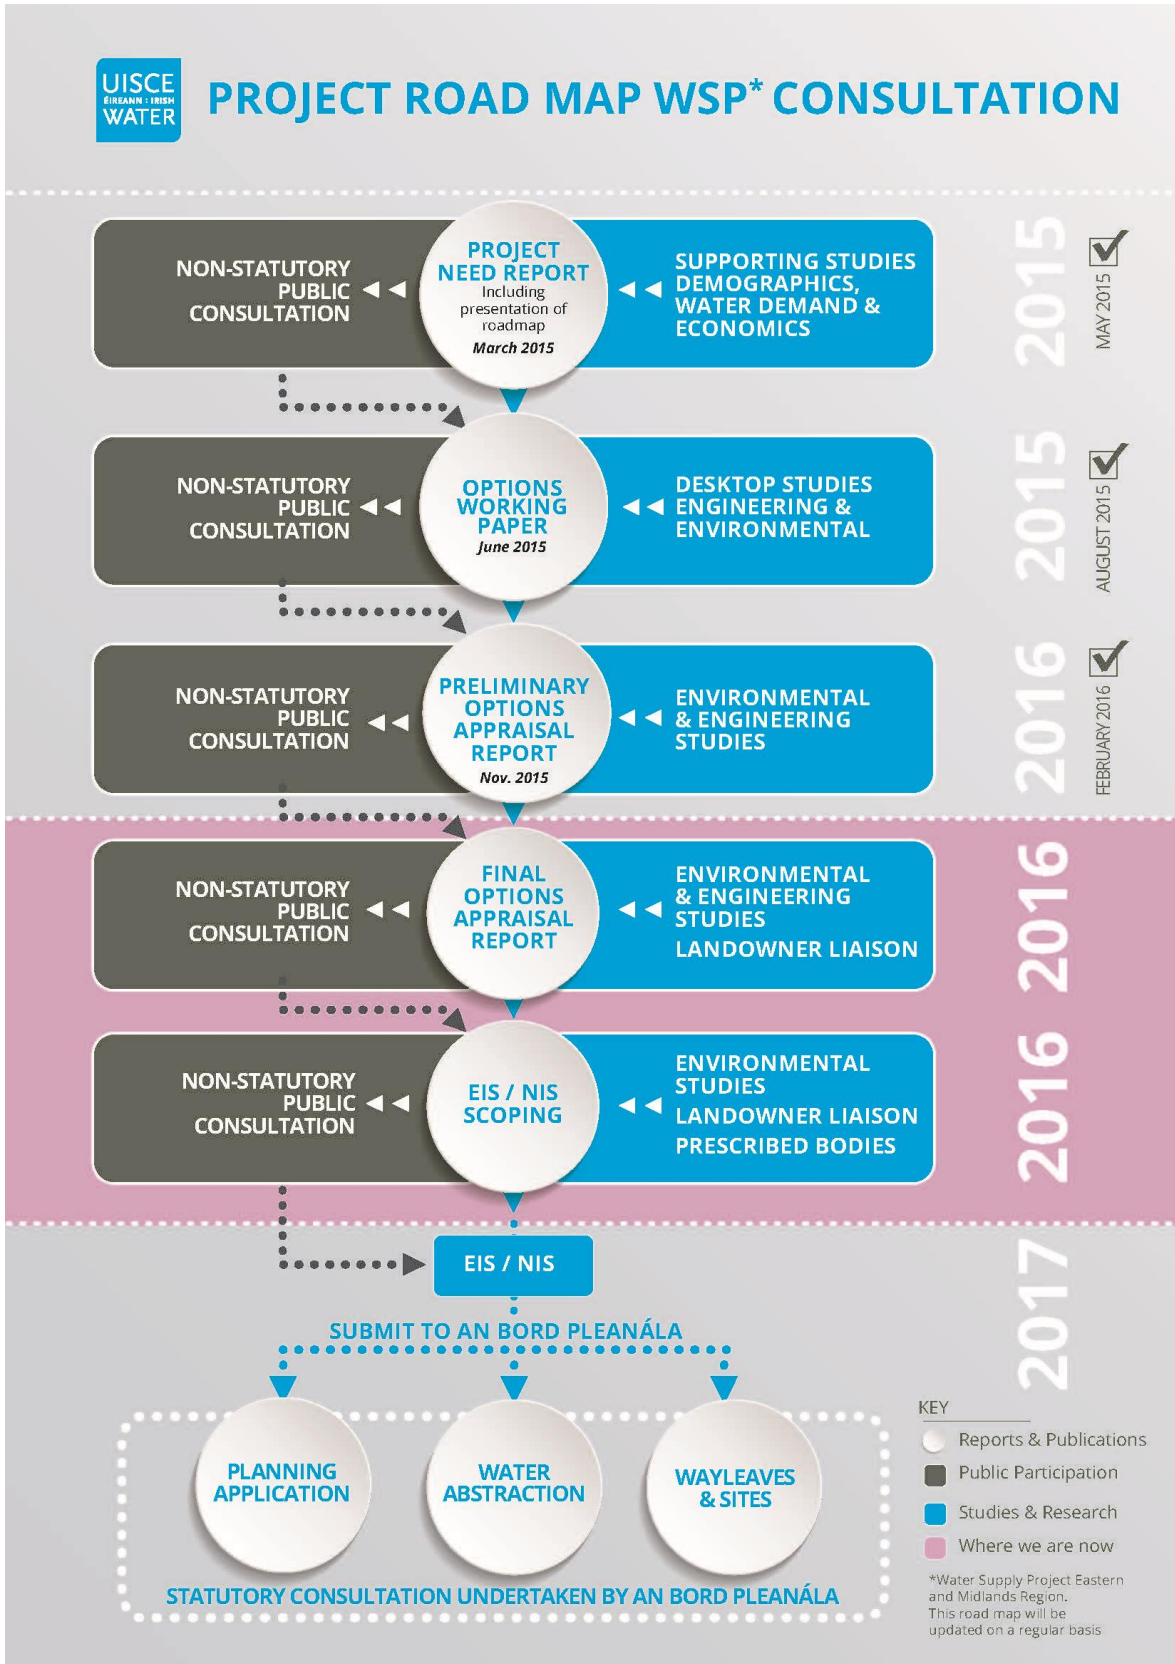 UISCE
ÉIREANN : IRISH
WATER
PROJECT ROAD MAP WSP* CONSULTATION
NON-STATUTORY
PUBLIC
CONSULTATION
PROJECT
NEED REPORT
Including
presentation of
roadmap
March 2015
SUPPORTING STUDIES
DEMOGRAPHICS,
WATER DEMAND &
ECONOMICS
2015
MAY 2015
NON-STATUTORY
PUBLIC
CONSULTATION
OPTIONS
WORKING
PAPER
June 2015
DESKTOP STUDIES
ENGINEERING &
ENVIRONMENTAL
2015
AUGUST 2015
NON-STATUTORY
PUBLIC
CONSULTATION
PRELIMINARY
OPTIONS
APPRAISAL
REPORT
Nov. 2015
ENVIRONMENTAL
& ENGINEERING
STUDIES
2016
FEBRUARY 2016
NON-STATUTORY
PUBLIC
CONSULTATION
FINAL
OPTIONS
APPRAISAL
REPORT
ENVIRONMENTAL
& ENGINEERING
STUDIES
LANDOWNER LIAISON
2016
NON-STATUTORY
PUBLIC
CONSULTATION
EIS / NIS
SCOPING
ENVIRONMENTAL
STUDIES
LANDOWNER LIAISON
PRESCRIBED BODIES
2016
EIS / NIS
2017
SUBMIT TO AN BORD PLEANÁLA
PLANNING
APPLICATION
WATER
ABSTRACTION
WAYLEAVES
& SITES
STATUTORY CONSULTATION UNDERTAKEN BY AN BORD PLEANÁLA
KEY
Reports & Publications
Public Participation
Studies & Research
Where we are now
*Water Supply Project Eastern
and Midlands Region.
This road map will be
updated on a regular basis